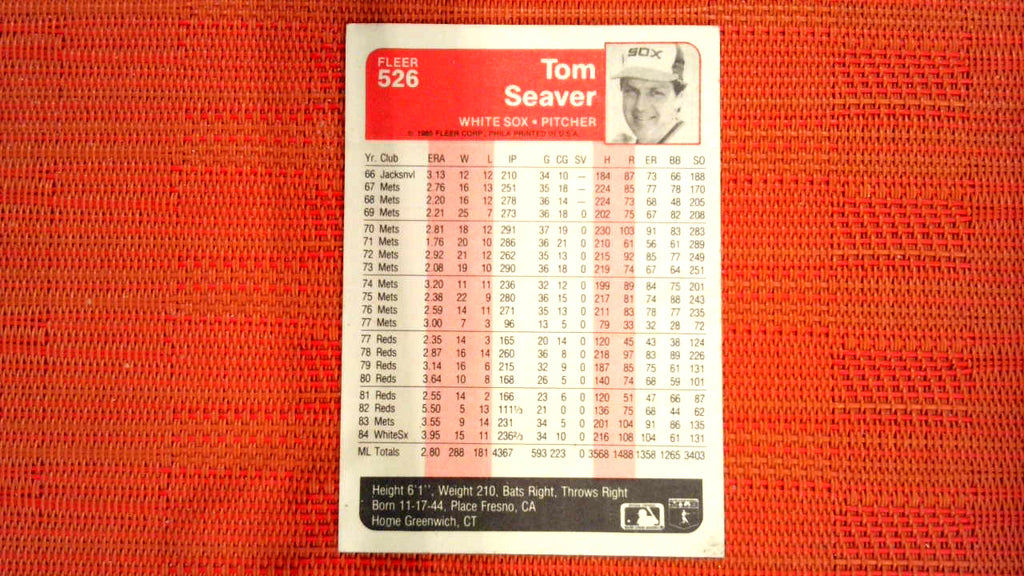 FLEER
526
Tom
Seaver
SOX
WHITE SOX • PITCHER
© 1985 FLEER CORP., PHILA PRINTED IN U.S.A.
Yr. Club ERA W L IP G CG SV H R ER BB SO
66 Jacksnvl 3.13 12 12 210 34 10 — 184 87 73 66 188
67 Mets 2.76 16 13 251 35 18 — 224 85 77 78 170
68 Mets 2.20 16 12 278 36 14 — 224 73 68 48 205
69 Mets 2.21 25 7 273 36 18 0 202 75 67 82 208
70 Mets 2.81 18 12 291 37 19 0 230 103 91 83 283
71 Mets 1.76 20 10 286 36 21 0 210 61 56 61 289
72 Mets 2.92 21 12 262 35 13 0 215 92 85 77 249
73 Mets 2.08 19 10 290 36 18 0 219 74 67 64 251
74 Mets 3.20 11 11 236 32 12 0 199 89 84 75 201
75 Mets 2.38 22 9 280 36 15 0 217 81 74 88 243
76 Mets 2.59 14 11 271 35 13 0 211 83 78 77 235
77 Mets 3.00 7 3 96 13 5 0 79 33 32 28 72
77 Reds 2.35 14 3 165 20 14 0 120 45 43 38 124
78 Reds 2.87 16 14 260 36 8 0 218 97 83 89 226
79 Reds 3.14 16 6 215 32 9 0 187 85 75 61 131
80 Reds 3.64 10 8 168 26 5 0 140 74 68 59 101
81 Reds 2.55 14 2 166 23 6 0 120 51 47 66 87
82 Reds 5.50 5 13 111⅓ 21 0 0 136 75 68 44 62
83 Mets 3.55 9 14 231 34 5 0 201 104 91 86 135
84 WhiteSx 3.95 15 11 236⅔ 34 10 0 216 108 104 61 131
ML Totals 2.80 288 181 4367 593 223 0 3568 1488 1358 1265 3403
Height 6'1'', Weight 210, Bats Right, Throws Right
Born 11-17-44, Place Fresno, CA
Home Greenwich, CT